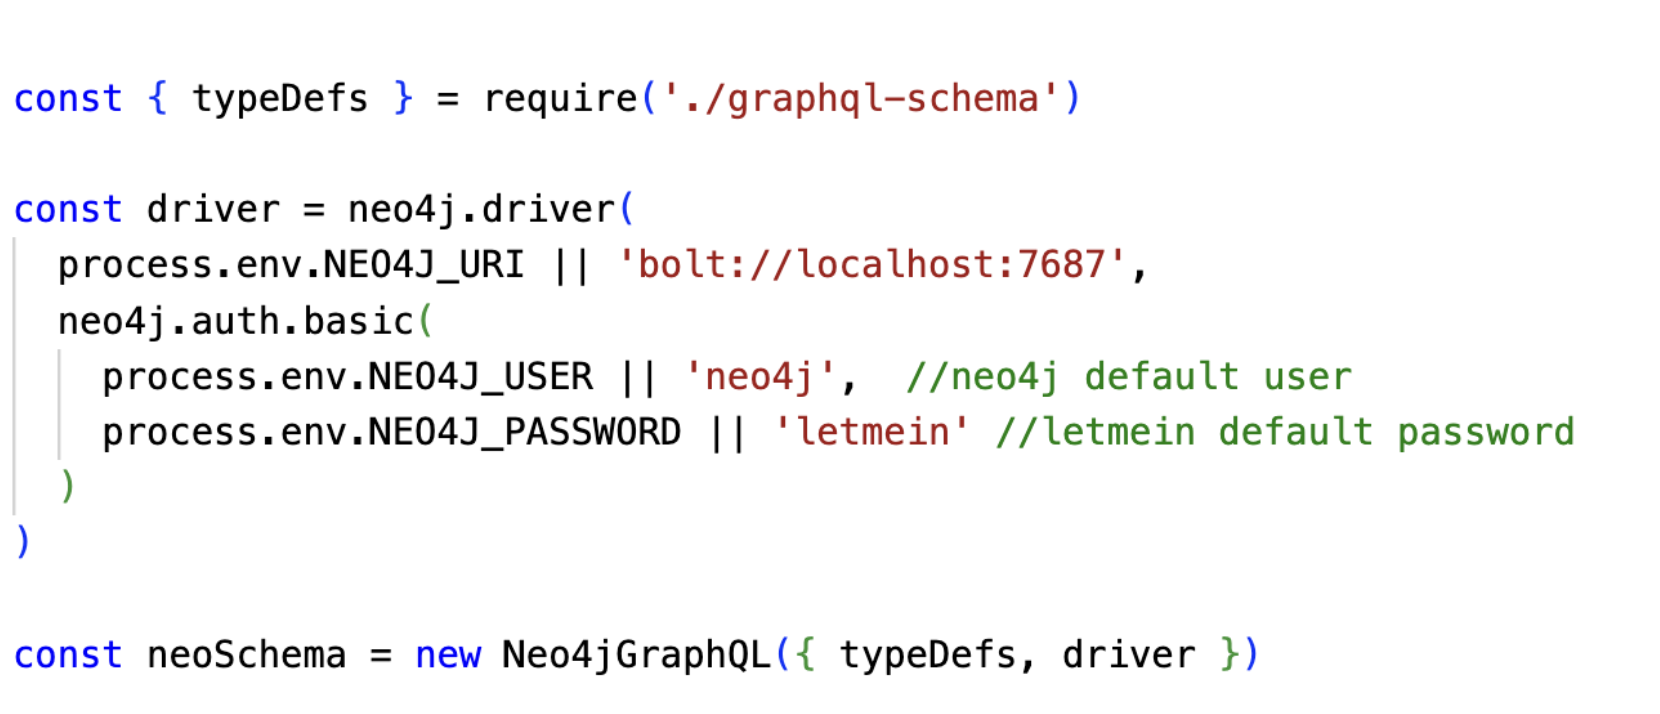 const { typeDefs } = require('./graphql-schema')
const driver = neo4j.driver(
process.env.NEO4J_URI || 'bolt://localhost:7687',
neo4j.auth.basic(
process.env.NEO4J_USER || 'neo4j',  //neo4j default user
process.env.NEO4J_PASSWORD || 'letmein' //letmein default password
)
)
const neoSchema = new Neo4jGraphQL({ typeDefs, driver })